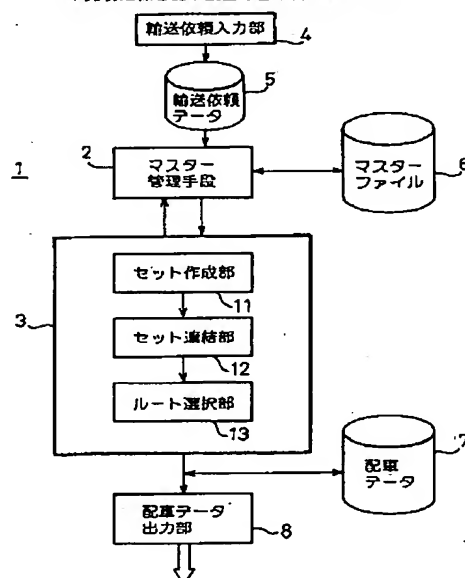 輸送依頼入力部
4
5
輸送依頼
データ
1
2
マスター
管理手段
マスター
ファイル
6
セット作成部
11
3
セット連結部
12
ルート選択部
13
配車
データ
7
配車データ
出力部
8